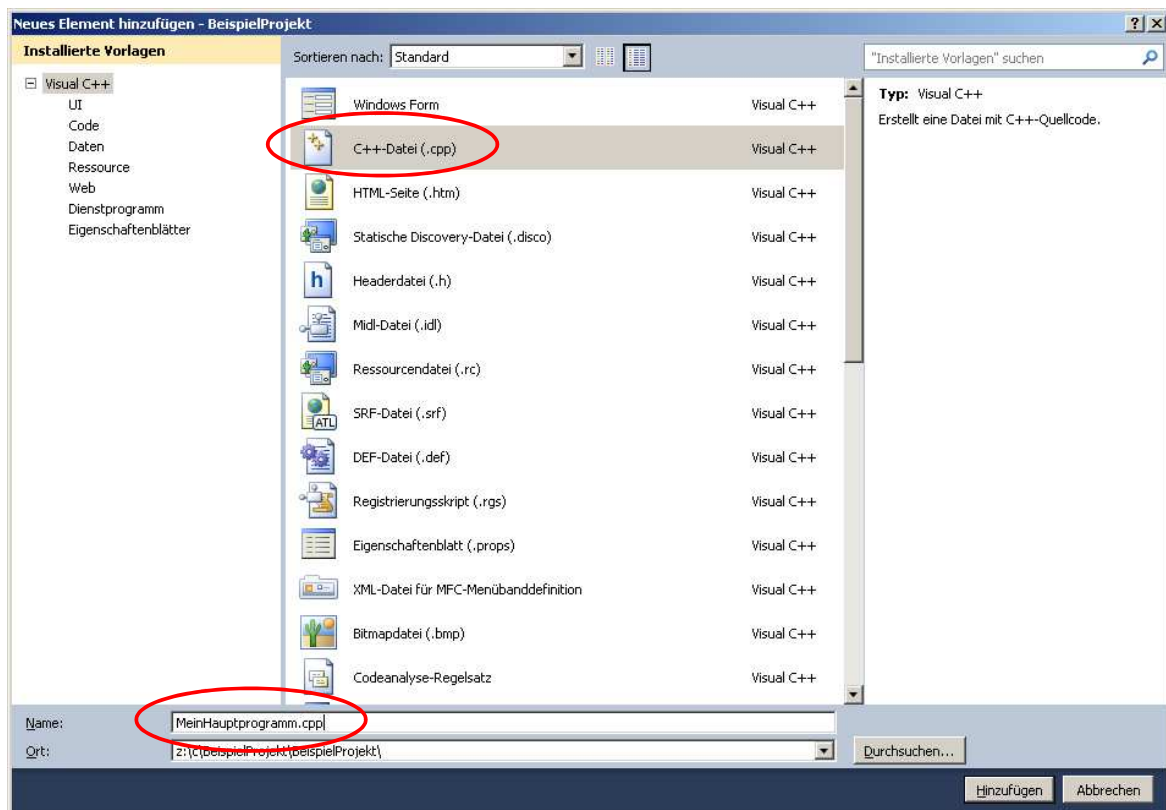 Neues Element hinzufügen - BeispielProjekt
Installierte Vorlagen
Visual C++
UI
Code
Daten
Ressource
Web
Dienstprogramm
Eigenschaftenblätter
Sortieren nach: Standard
Windows Form Visual C++
C++-Datei (.cpp) Visual C++
HTML-Seite (.htm) Visual C++
Statische Discovery-Datei (.disco) Visual C++
h
Headerdatei (.h) Visual C++
Midl-Datei (.idl) Visual C++
Ressourcendatei (.rc) Visual C++
ATL
SRF-Datei (.srf) Visual C++
DEF-Datei (.def) Visual C++
Registrierungsskript (.rgs) Visual C++
Eigenschaftenblatt (.props) Visual C++
XML-Datei für MFC-Menübanddefinition Visual C++
Bitmapdatei (.bmp) Visual C++
Codeanalyse-Regelsatz Visual C++
"Installierte Vorlagen" suchen
Typ: Visual C++
Erstellt eine Datei mit C++-Quellcode.
Name: MeinHauptprogramm.cpp
Ort: z:\c\BeispielProjekt\BeispielProjekt\
Durchsuchen...
Hinzufügen Abbrechen